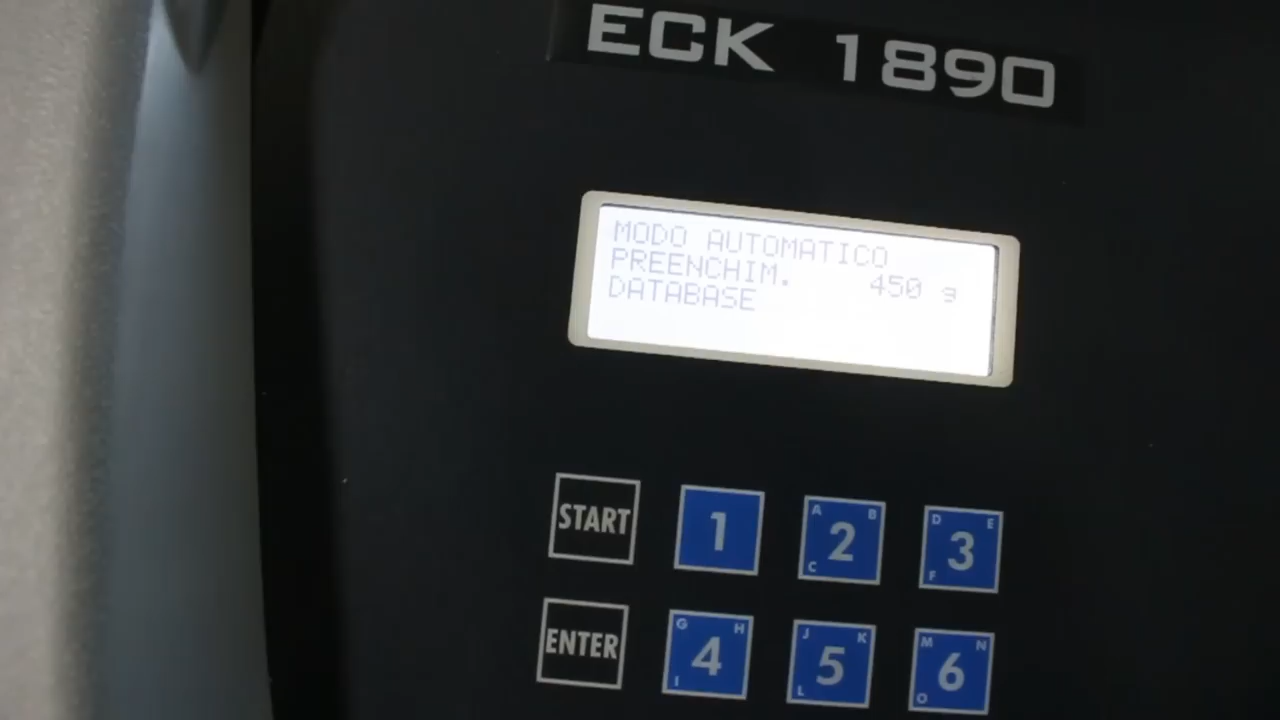 ECK 1890
MODO AUTOMATICO
PREENCHIM. 450 g
DATABASE
START
1
A B
2
C
D E
3
F
ENTER
G H
4
I
J K
5
L
M N
6
O